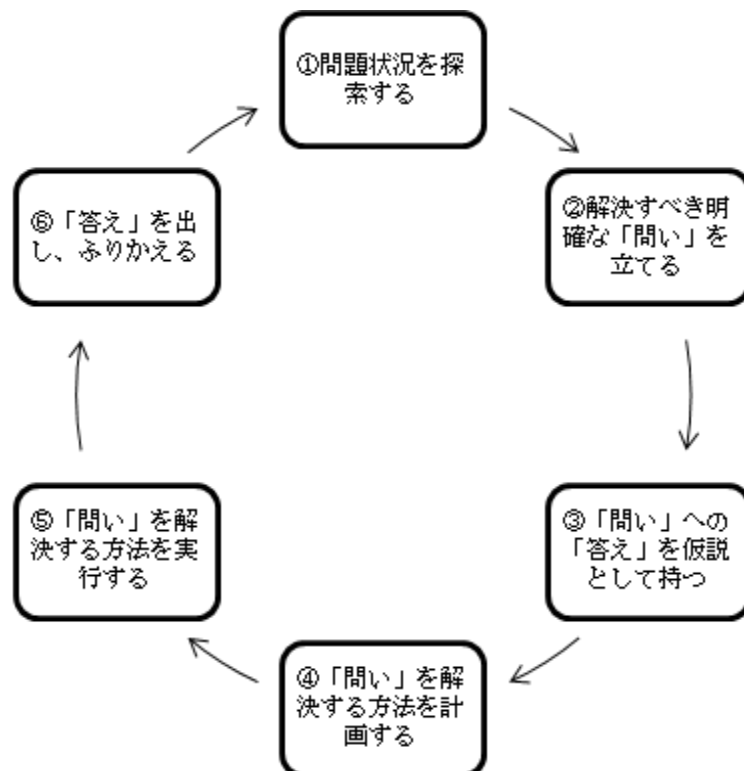 ①問題状況を探
索する
②解決すべき明
確な「問い」を
立てる
③「問い」への
「答え」を仮説
として持つ
④「問い」を解
決する方法を計
画する
⑤「問い」を解
決する方法を実
行する
⑥「答え」を出
し、ふりかえる